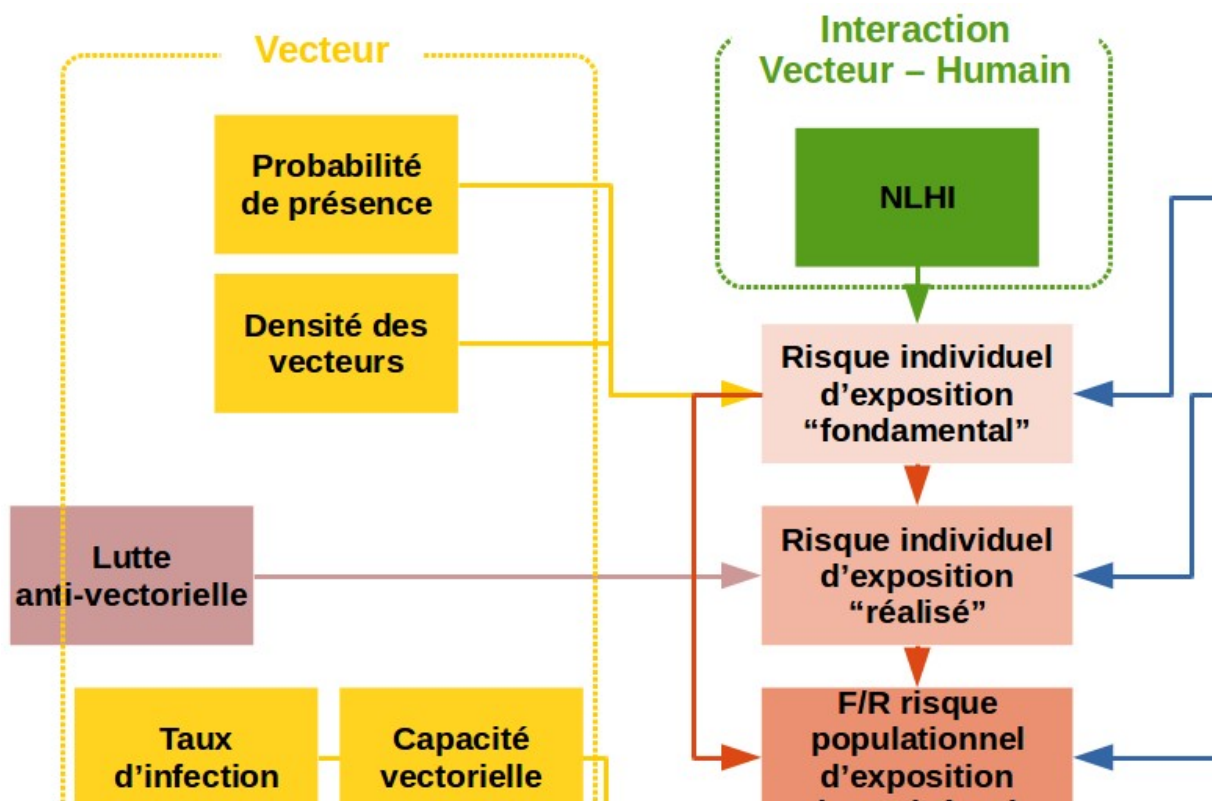 Vecteur
Interaction
Vecteur – Humain
Probabilité
de présence
NLHI
Densité des
vecteurs
Risque individuel
d’exposition
“fondamental”
Lutte
anti-vectorielle
Risque individuel
d’exposition
“réalisé”
Taux
d’infection
Capacité
vectorielle
F/R risque
populationnel
d’exposition